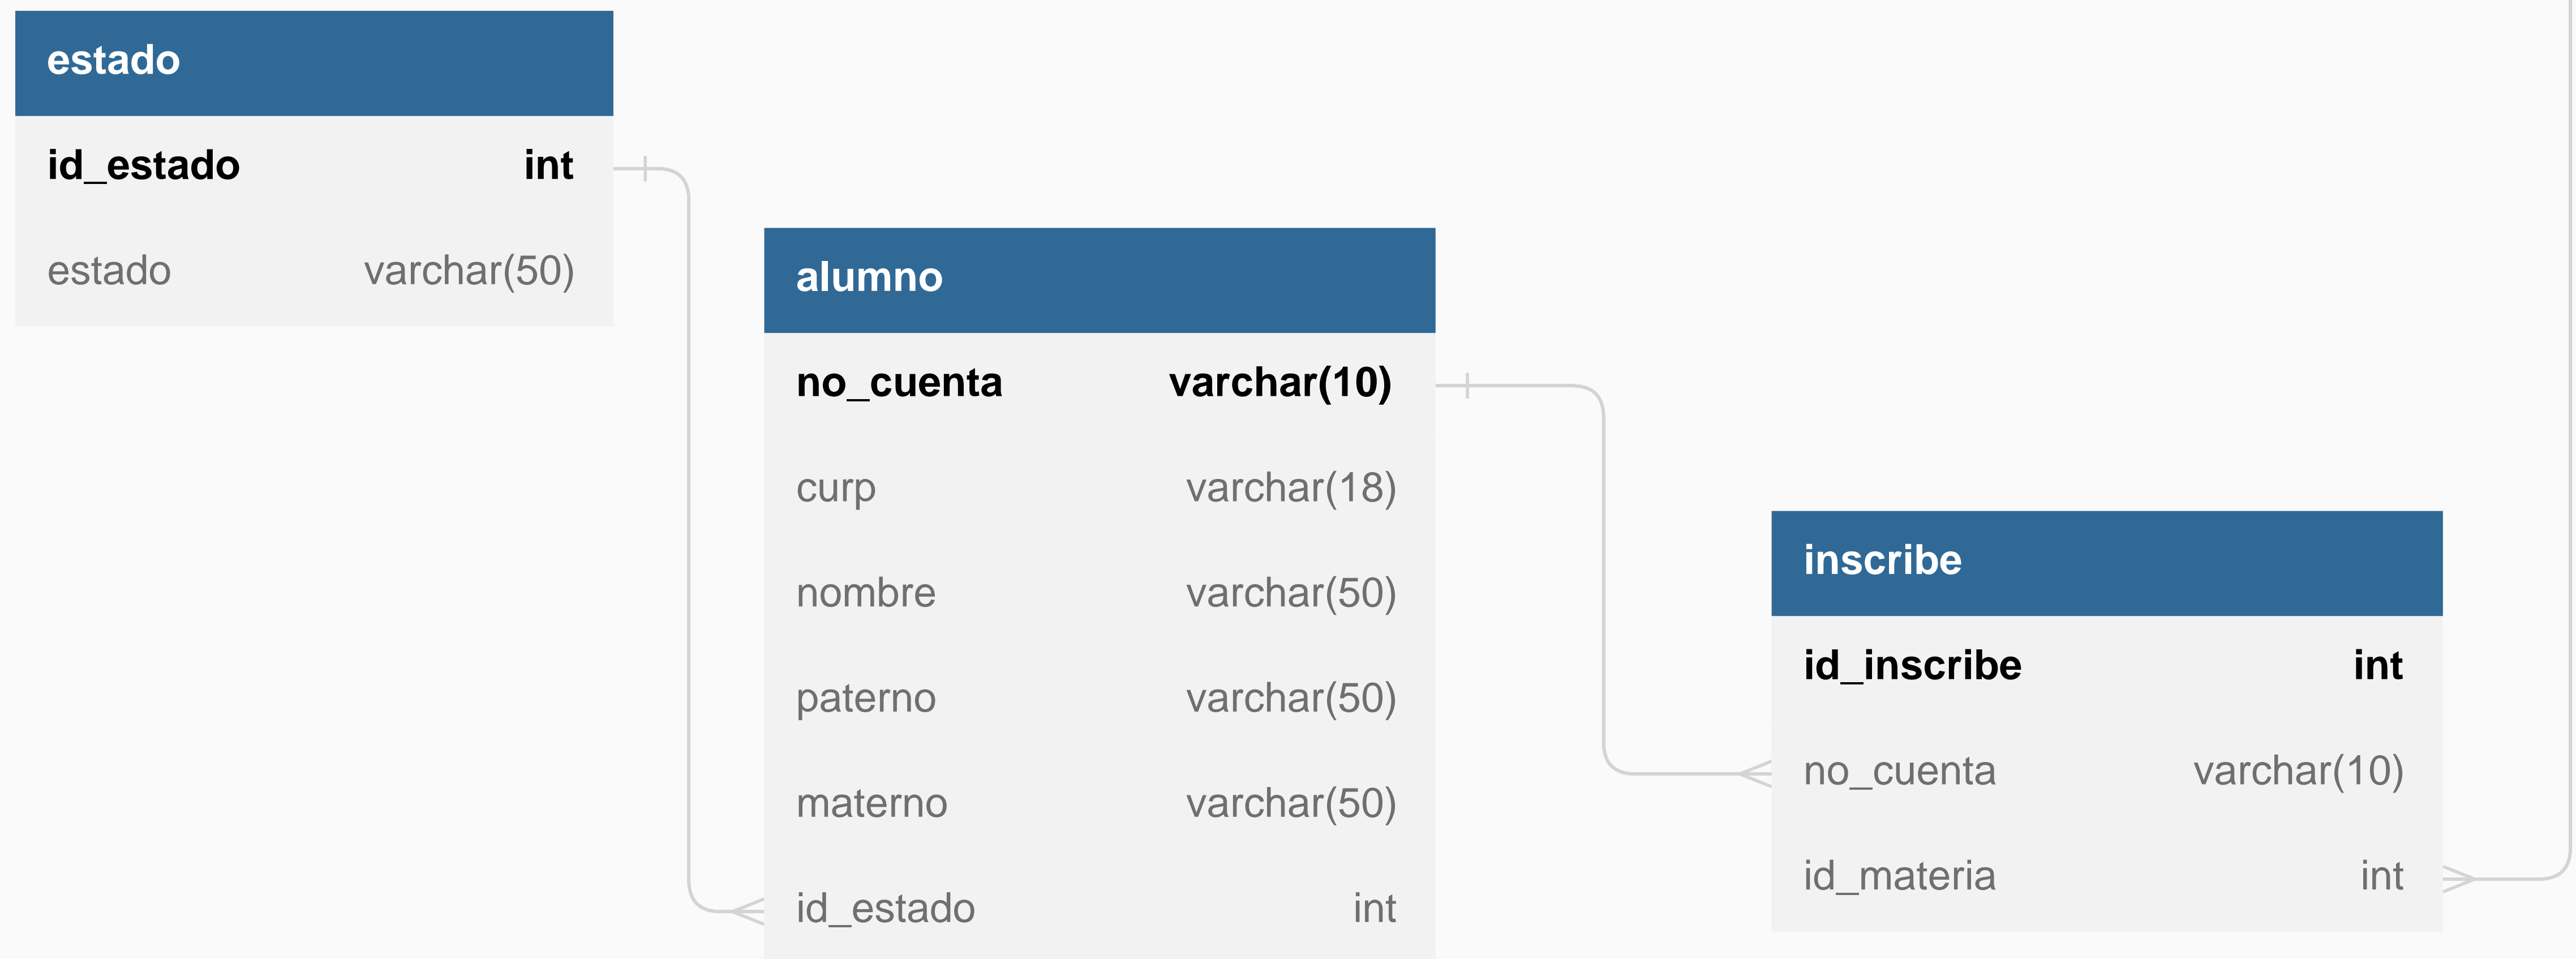 estado
id_estado int
estado varchar(50)
alumno
no_cuenta varchar(10)
curp varchar(18)
nombre varchar(50)
paterno varchar(50)
materno varchar(50)
id_estado int
inscribe
id_inscribe int
no_cuenta varchar(10)
id_materia int